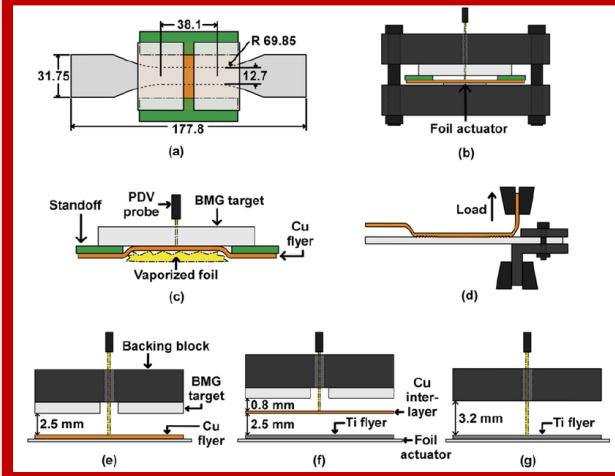 38.1
R 69.85
31.75
12.7
177.8
(a)
Foil actuator
(b)
Standoff
PDV
probe
BMG target
Cu
flyer
Vaporized foil
(c)
Load
(d)
Backing block
BMG
target
2.5 mm
Cu
flyer
(e)
0.8 mm
2.5 mm
Cu inter-
layer
Ti flyer
Foil
actuator
(f)
3.2 mm
Ti flyer
(g)